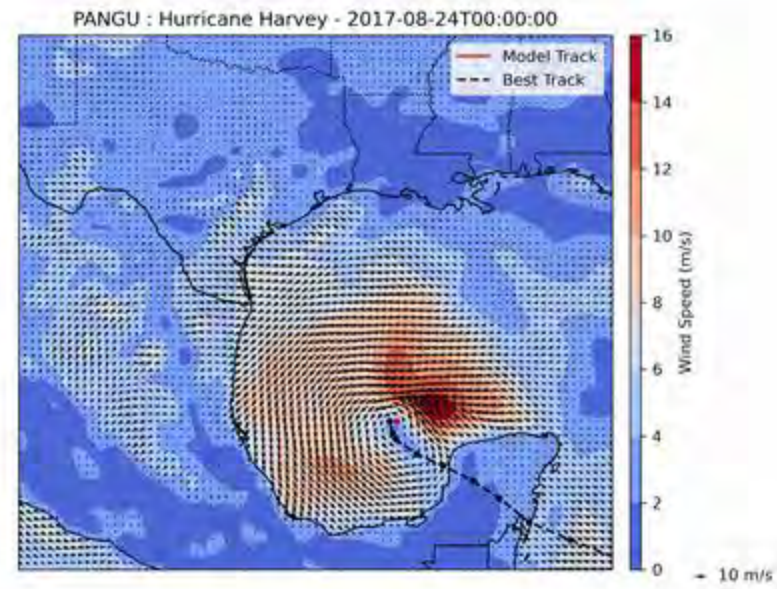 PANGU : Hurricane Harvey - 2017-08-24T00:00:00
Model Track
Best Track
16
14
12
10
8
6
4
2
0
Wind Speed (m/s)
10 m/s